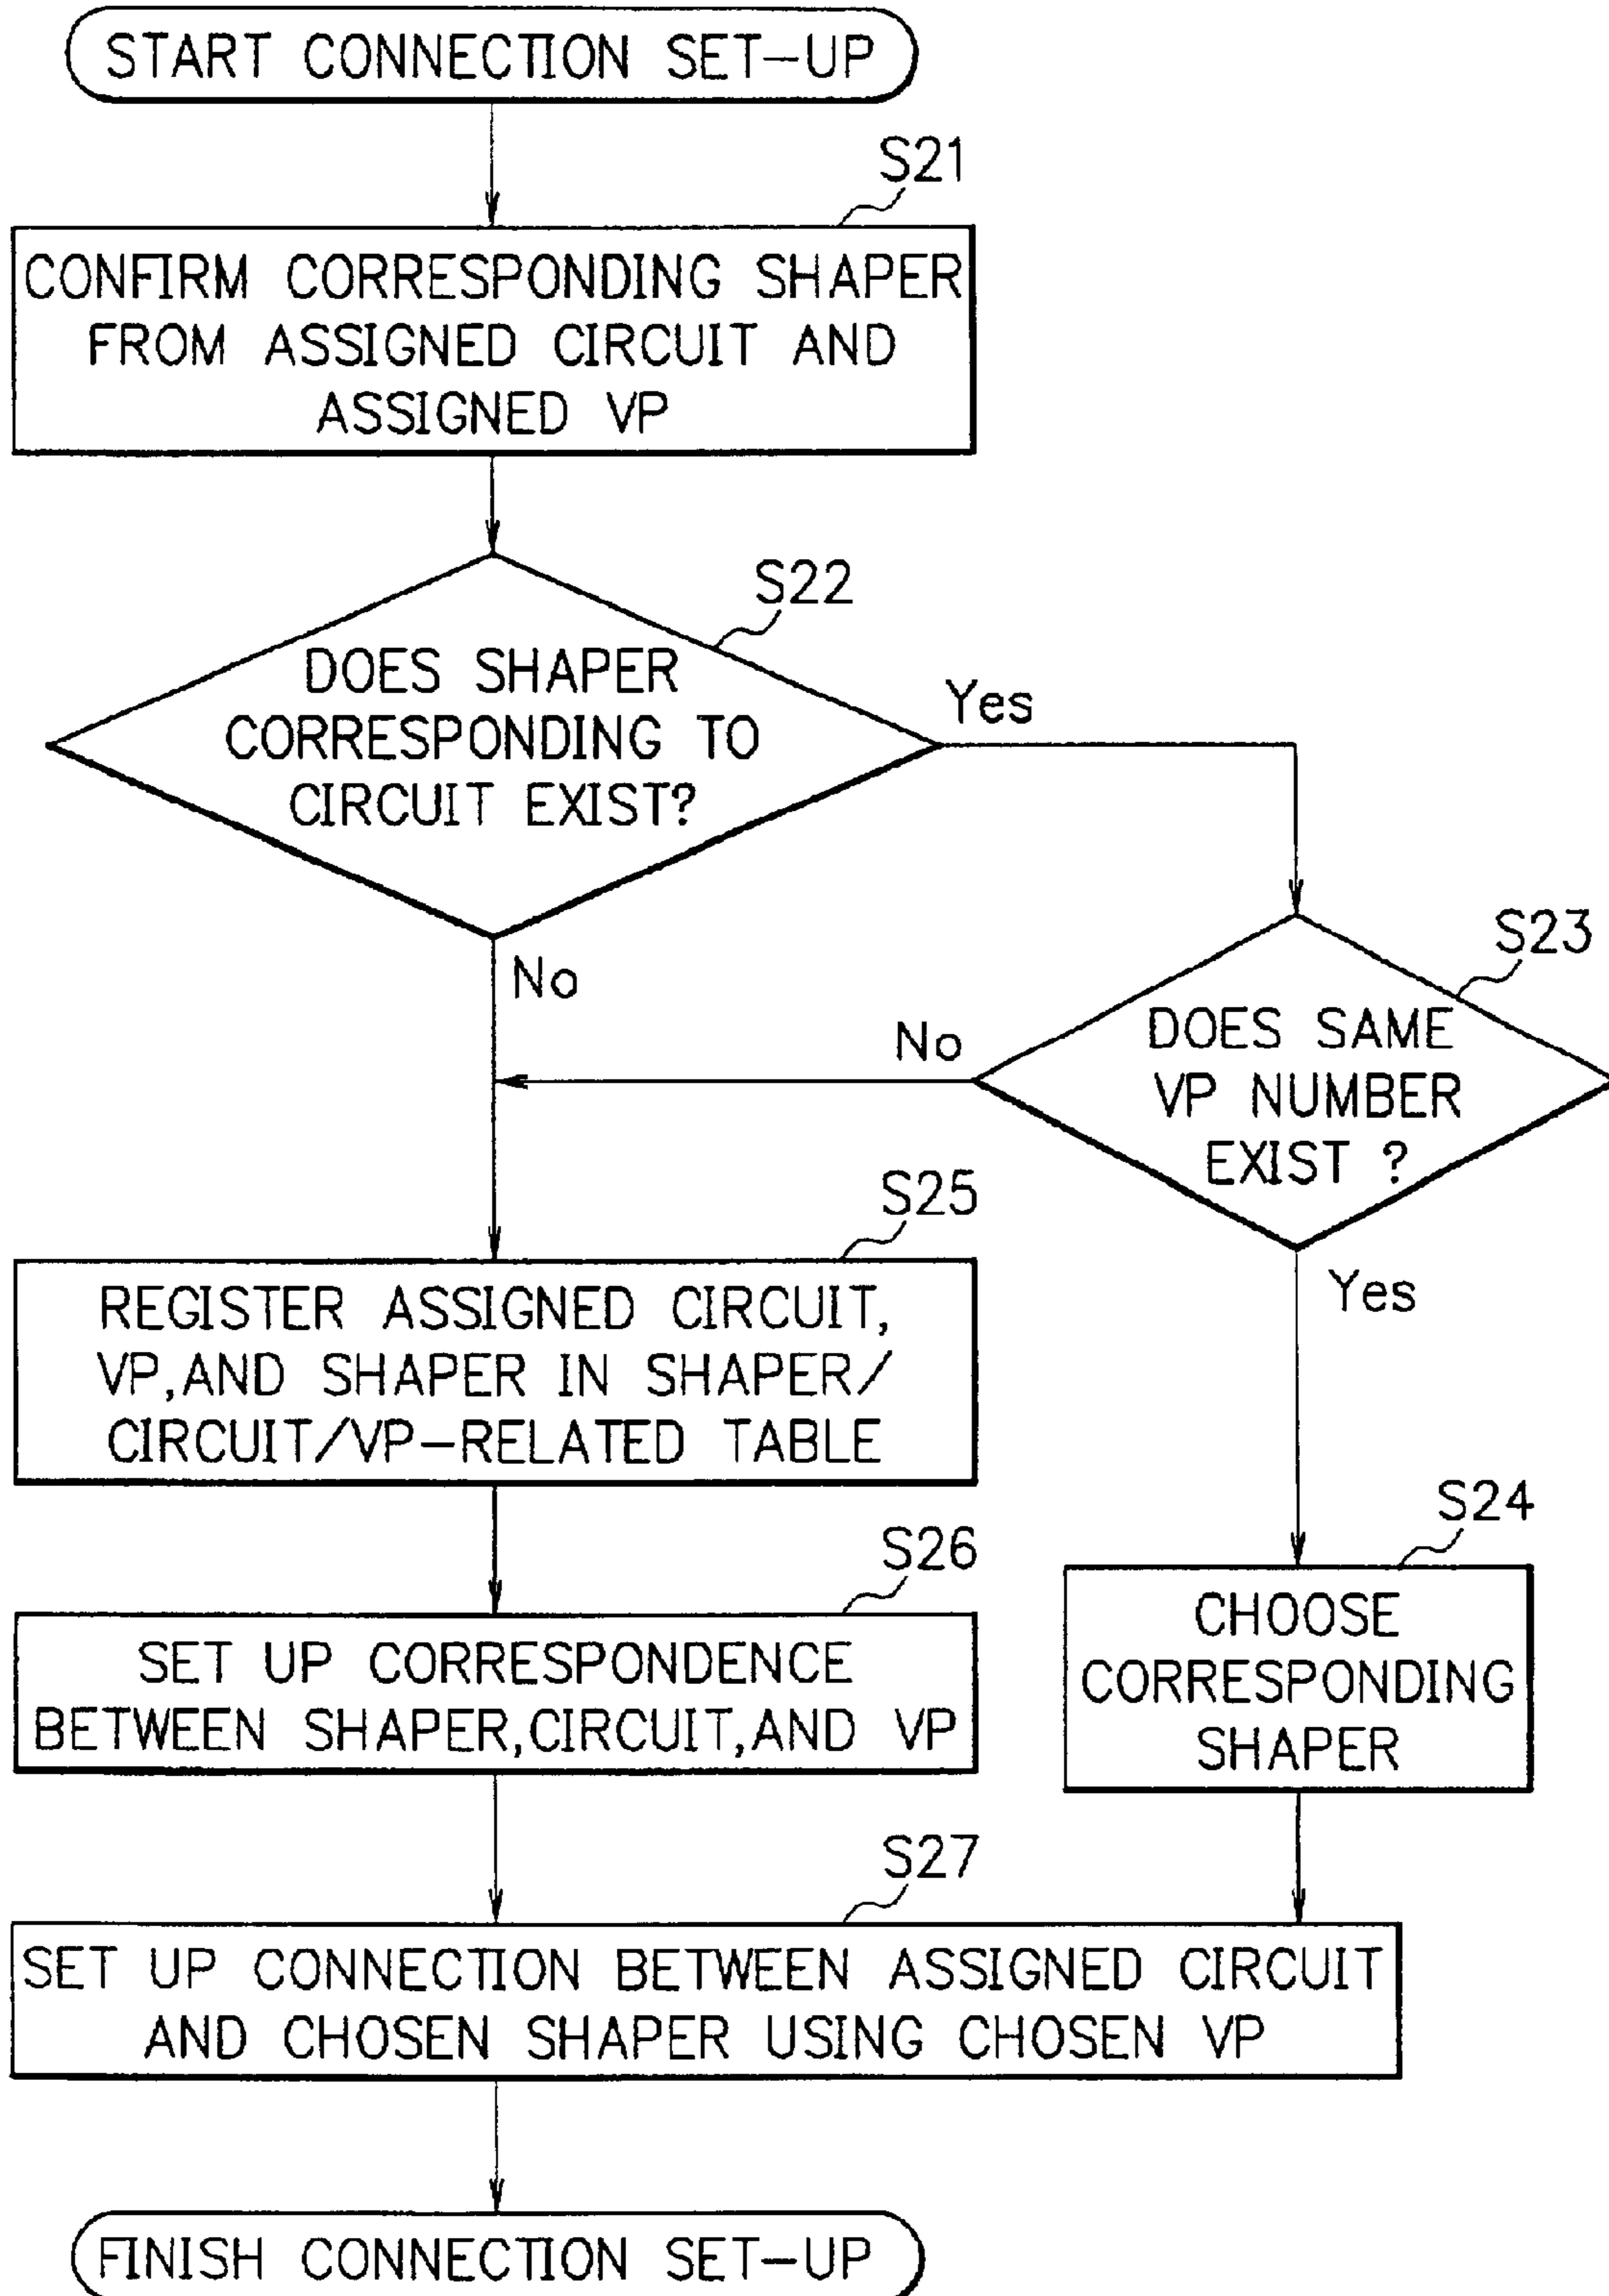 START CONNECTION SET-UP
S21
CONFIRM CORRESPONDING SHAPER
FROM ASSIGNED CIRCUIT AND
ASSIGNED VP
S22
DOES SHAPER
CORRESPONDING TO
CIRCUIT EXIST?
Yes
No
S23
DOES SAME
VP NUMBER
EXIST ?
No
Yes
S25
REGISTER ASSIGNED CIRCUIT,
VP,AND SHAPER IN SHAPER/
CIRCUIT/VP-RELATED TABLE
S24
CHOOSE
CORRESPONDING
SHAPER
S26
SET UP CORRESPONDENCE
BETWEEN SHAPER,CIRCUIT,AND VP
S27
SET UP CONNECTION BETWEEN ASSIGNED CIRCUIT
AND CHOSEN SHAPER USING CHOSEN VP
FINISH CONNECTION SET-UP